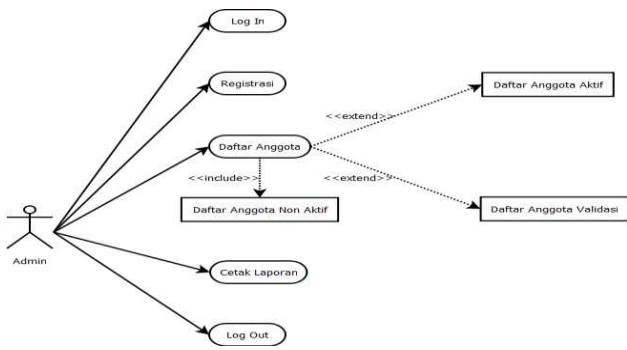 Log In
Registrasi
Daftar Anggota Aktif
<<extend>>
Daftar Anggota
<<include>>
<<extend>>
Daftar Anggota Non Aktif
Daftar Anggota Validasi
Admin
Cetak Laporan
Log Out